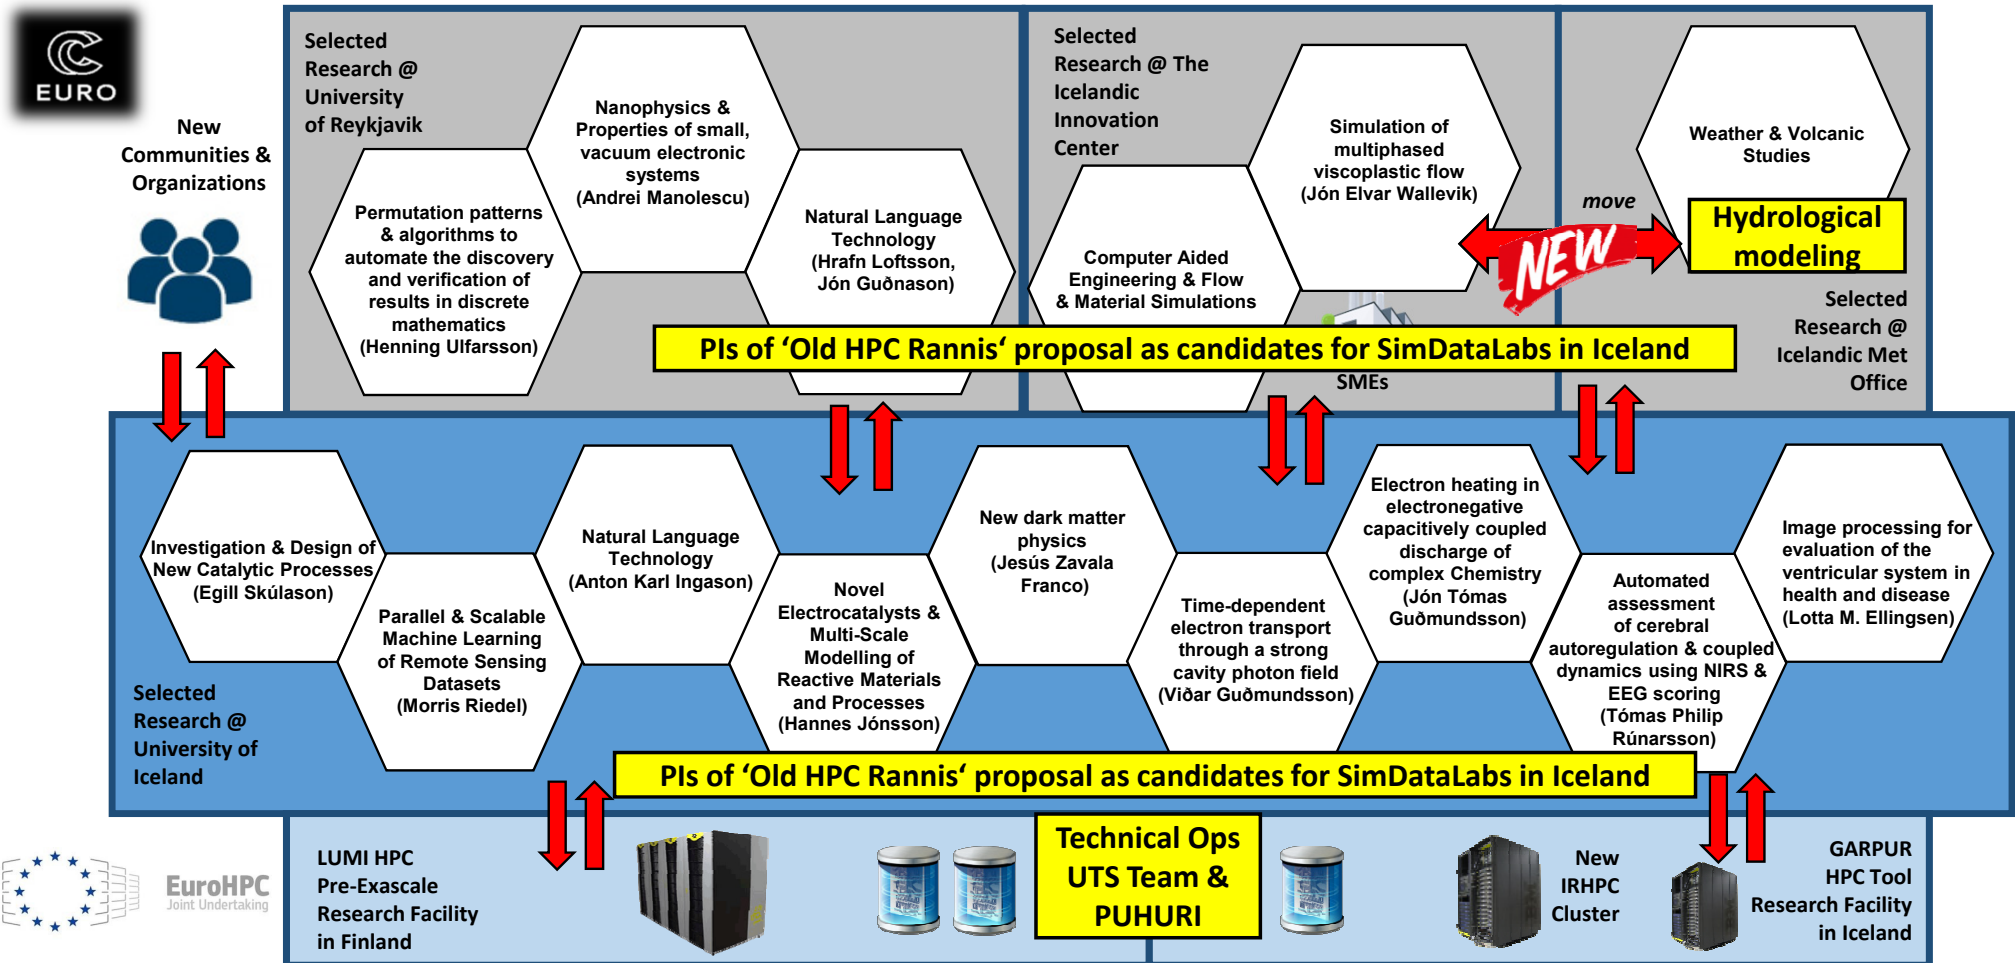 EURO
New
Communities &
Organizations
Selected
Research @
University
of Reykjavik
Permutation patterns
& algorithms to
automate the discovery
and verification of
results in discrete
mathematics
(Henning Ulfarsson)
Nanophysics &
Properties of small,
vacuum electronic
systems
(Andrei Manolescu)
Natural Language
Technology
(Hrafn Loftsson,
Jón Guðnason)
Selected
Research @ The
Icelandic
Innovation
Center
Computer Aided
Engineering & Flow
& Material Simulations
Simulation of
multiphased
viscoplastic flow
(Jón Elvar Wallevik)
move
NEW
Weather & Volcanic
Studies
Hydrological
modeling
Selected
Research @
Icelandic Met
Office
PIs of ‘Old HPC Rannis‘ proposal as candidates for SimDataLabs in Iceland
SMEs
Investigation & Design of
New Catalytic Processes
(Egill Skúlason)
Parallel & Scalable
Machine Learning
of Remote Sensing
Datasets
(Morris Riedel)
Natural Language
Technology
(Anton Karl Ingason)
Novel
Electrocatalysts &
Multi-Scale
Modelling of
Reactive Materials
and Processes
(Hannes Jónsson)
New dark matter
physics
(Jesús Zavala
Franco)
Time-dependent
electron transport
through a strong
cavity photon field
(Viðar Guðmundsson)
Electron heating in
electronegative
capacitively coupled
discharge of
complex Chemistry
(Jón Tómas
Guðmundsson)
Automated
assessment
of cerebral
autoregulation & coupled
dynamics using NIRS &
EEG scoring
(Tómas Philip
Rúnarsson)
Image processing for
evaluation of the
ventricular system in
health and disease
(Lotta M. Ellingsen)
Selected
Research @
University of
Iceland
PIs of ‘Old HPC Rannis‘ proposal as candidates for SimDataLabs in Iceland
EuroHPC
Joint Undertaking
LUMI HPC
Pre-Exascale
Research Facility
in Finland
Technical Ops
UTS Team &
PUHURI
New
IRHPC
Cluster
GARPUR
HPC Tool
Research Facility
in Iceland